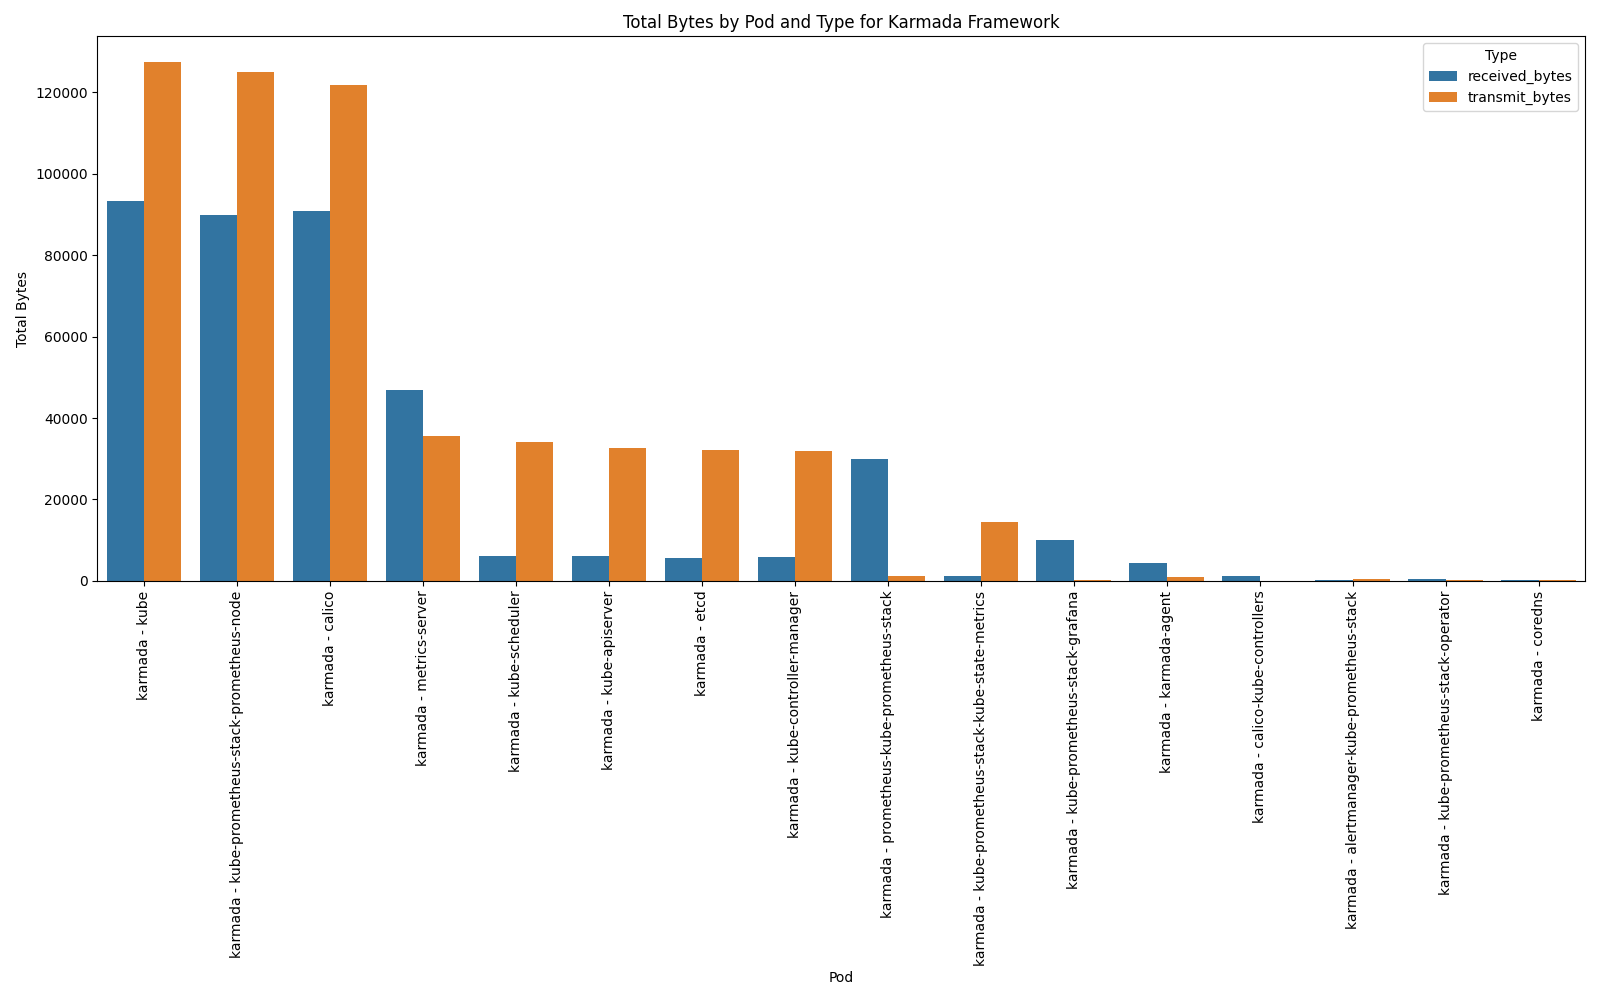 Total Bytes by Pod and Type for Karmada Framework
Type
received_bytes
transmit_bytes
Total Bytes
120000
100000
80000
60000
40000
20000
0
karmada - kube
karmada - kube-prometheus-stack-prometheus-node
karmada - calico
karmada - metrics-server
karmada - kube-scheduler
karmada - kube-apiserver
karmada - etcd
karmada - kube-controller-manager
karmada - prometheus-kube-prometheus-stack
karmada - kube-prometheus-stack-kube-state-metrics
karmada - kube-prometheus-stack-grafana
karmada - karmada-agent
karmada - calico-kube-controllers
karmada - alertmanager-kube-prometheus-stack
karmada - kube-prometheus-stack-operator
karmada - coredns
Pod